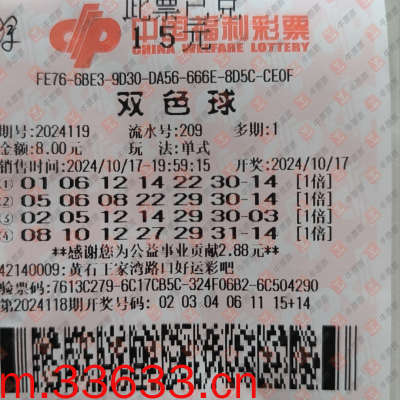 此票已兑
中国福利彩票
15元
CHINA WELFARE LOTTERY
FE76-6BE3-9D30-DA56-666E-8D5C-CE0F
双色球
期号:2024119 流水号:209 多期:1
金额:8.00元 玩 法:单式
销售时间:2024/10/17-19:59:15 开奖:2024/10/17
① 01 06 12 14 22 30-14 [1倍]
② 05 06 08 22 29 30-14 [1倍]
③ 02 05 12 14 29 30-03 [1倍]
④ 08 10 12 27 29 31-14 [1倍]
**感谢您为公益事业贡献2.88元**
42140009:黄石王家湾路口好运彩吧
验票码:7613C279-6C17CB5C-324F06B2-6C504290
第2024118期开奖号码: 02 03 04 06 11 15+14
m.33633.cn